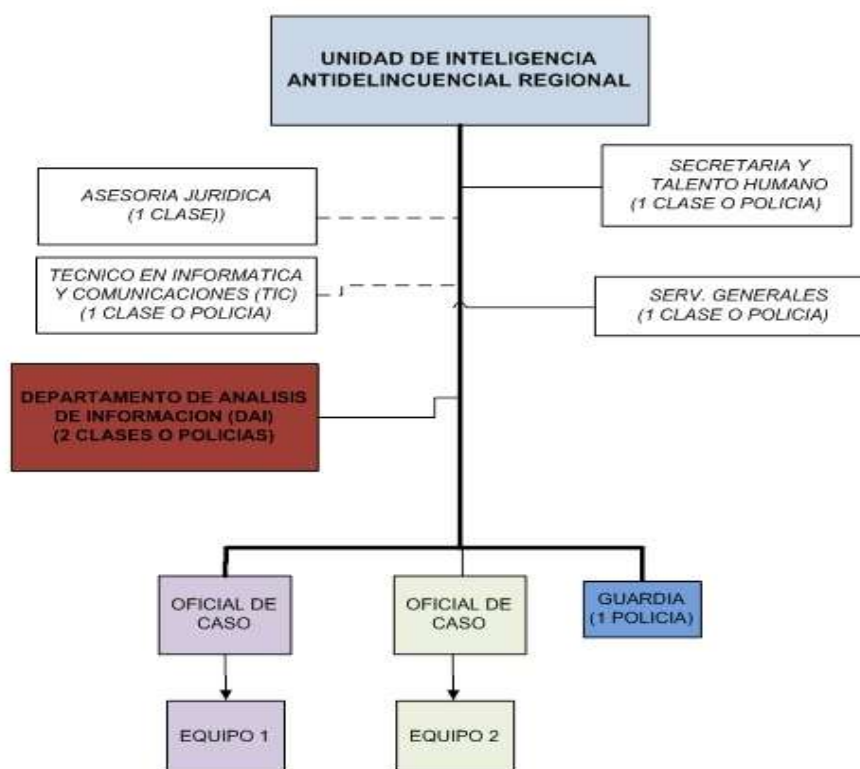 UNIDAD DE INTELIGENCIA
ANTIDELINCUENCIAL REGIONAL
SECRETARIA Y
TALENTO HUMANO
(1 CLASE O POLICIA)
ASESORIA JURIDICA
(1 CLASE))
TECNICO EN INFORMATICA
Y COMUNICACIONES (TIC)
(1 CLASE O POLICIA)
SERV. GENERALES
(1 CLASE O POLICIA)
DEPARTAMENTO DE ANALISIS
DE INFORMACION (DAI)
(2 CLASES O POLICIAS)
OFICIAL DE
CASO
OFICIAL DE
CASO
GUARDIA
(1 POLICIA)
EQUIPO 1
EQUIPO 2